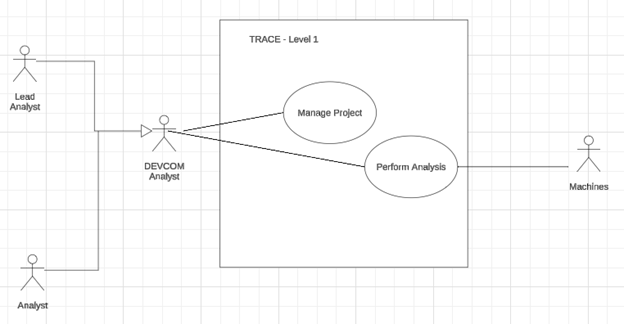 TRACE - Level 1
Lead
Analyst
Manage Project
DEVCOM
Analyst
Perform Analysis
Machines
Analyst